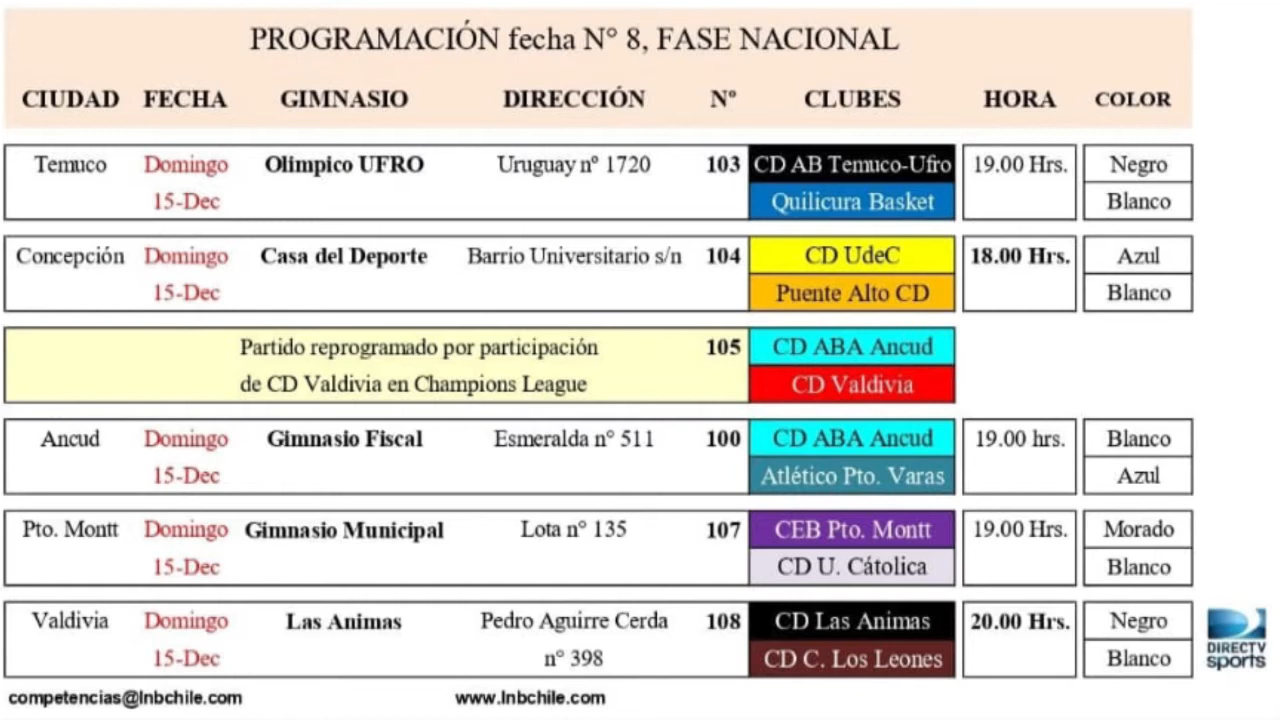 PROGRAMACIÓN fecha N° 8, FASE NACIONAL
CIUDAD FECHA GIMNASIO DIRECCIÓN Nº CLUBES HORA COLOR
Temuco Domingo Olimpico UFRO Uruguay nº 1720 103 CD AB Temuco-Ufro 19.00 Hrs. Negro
15-Dec Quilicura Basket Blanco
Concepción Domingo Casa del Deporte Barrio Universitario s/n 104 CD UdeC 18.00 Hrs. Azul
15-Dec Puente Alto CD Blanco
Partido reprogramado por participación 105 CD ABA Ancud
de CD Valdivia en Champions League CD Valdivia
Ancud Domingo Gimnasio Fiscal Esmeralda n° 511 100 CD ABA Ancud 19.00 hrs. Blanco
15-Dec Atlético Pto. Varas Azul
Pto. Montt Domingo Gimnasio Municipal Lota n° 135 107 CEB Pto. Montt 19.00 Hrs. Morado
15-Dec CD U. Cátolica Blanco
Valdivia Domingo Las Animas Pedro Aguirre Cerda 108 CD Las Animas 20.00 Hrs. Negro
15-Dec n° 398 CD C. Los Leones Blanco
DIRECTV
sports
competencias@lnbchile.com www.lnbchile.com